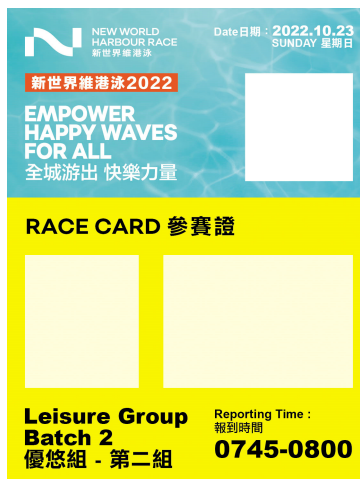 NEW WORLD
HARBOUR RACE
新世界維港泳
Date日期：2022.10.23
SUNDAY 星期日
新世界維港泳2022
EMPOWER
HAPPY WAVES
FOR ALL
全城游出 快樂力量
RACE CARD 參賽證
Leisure Group
Batch 2
優悠組 - 第二組
Reporting Time :
報到時間
0745-0800